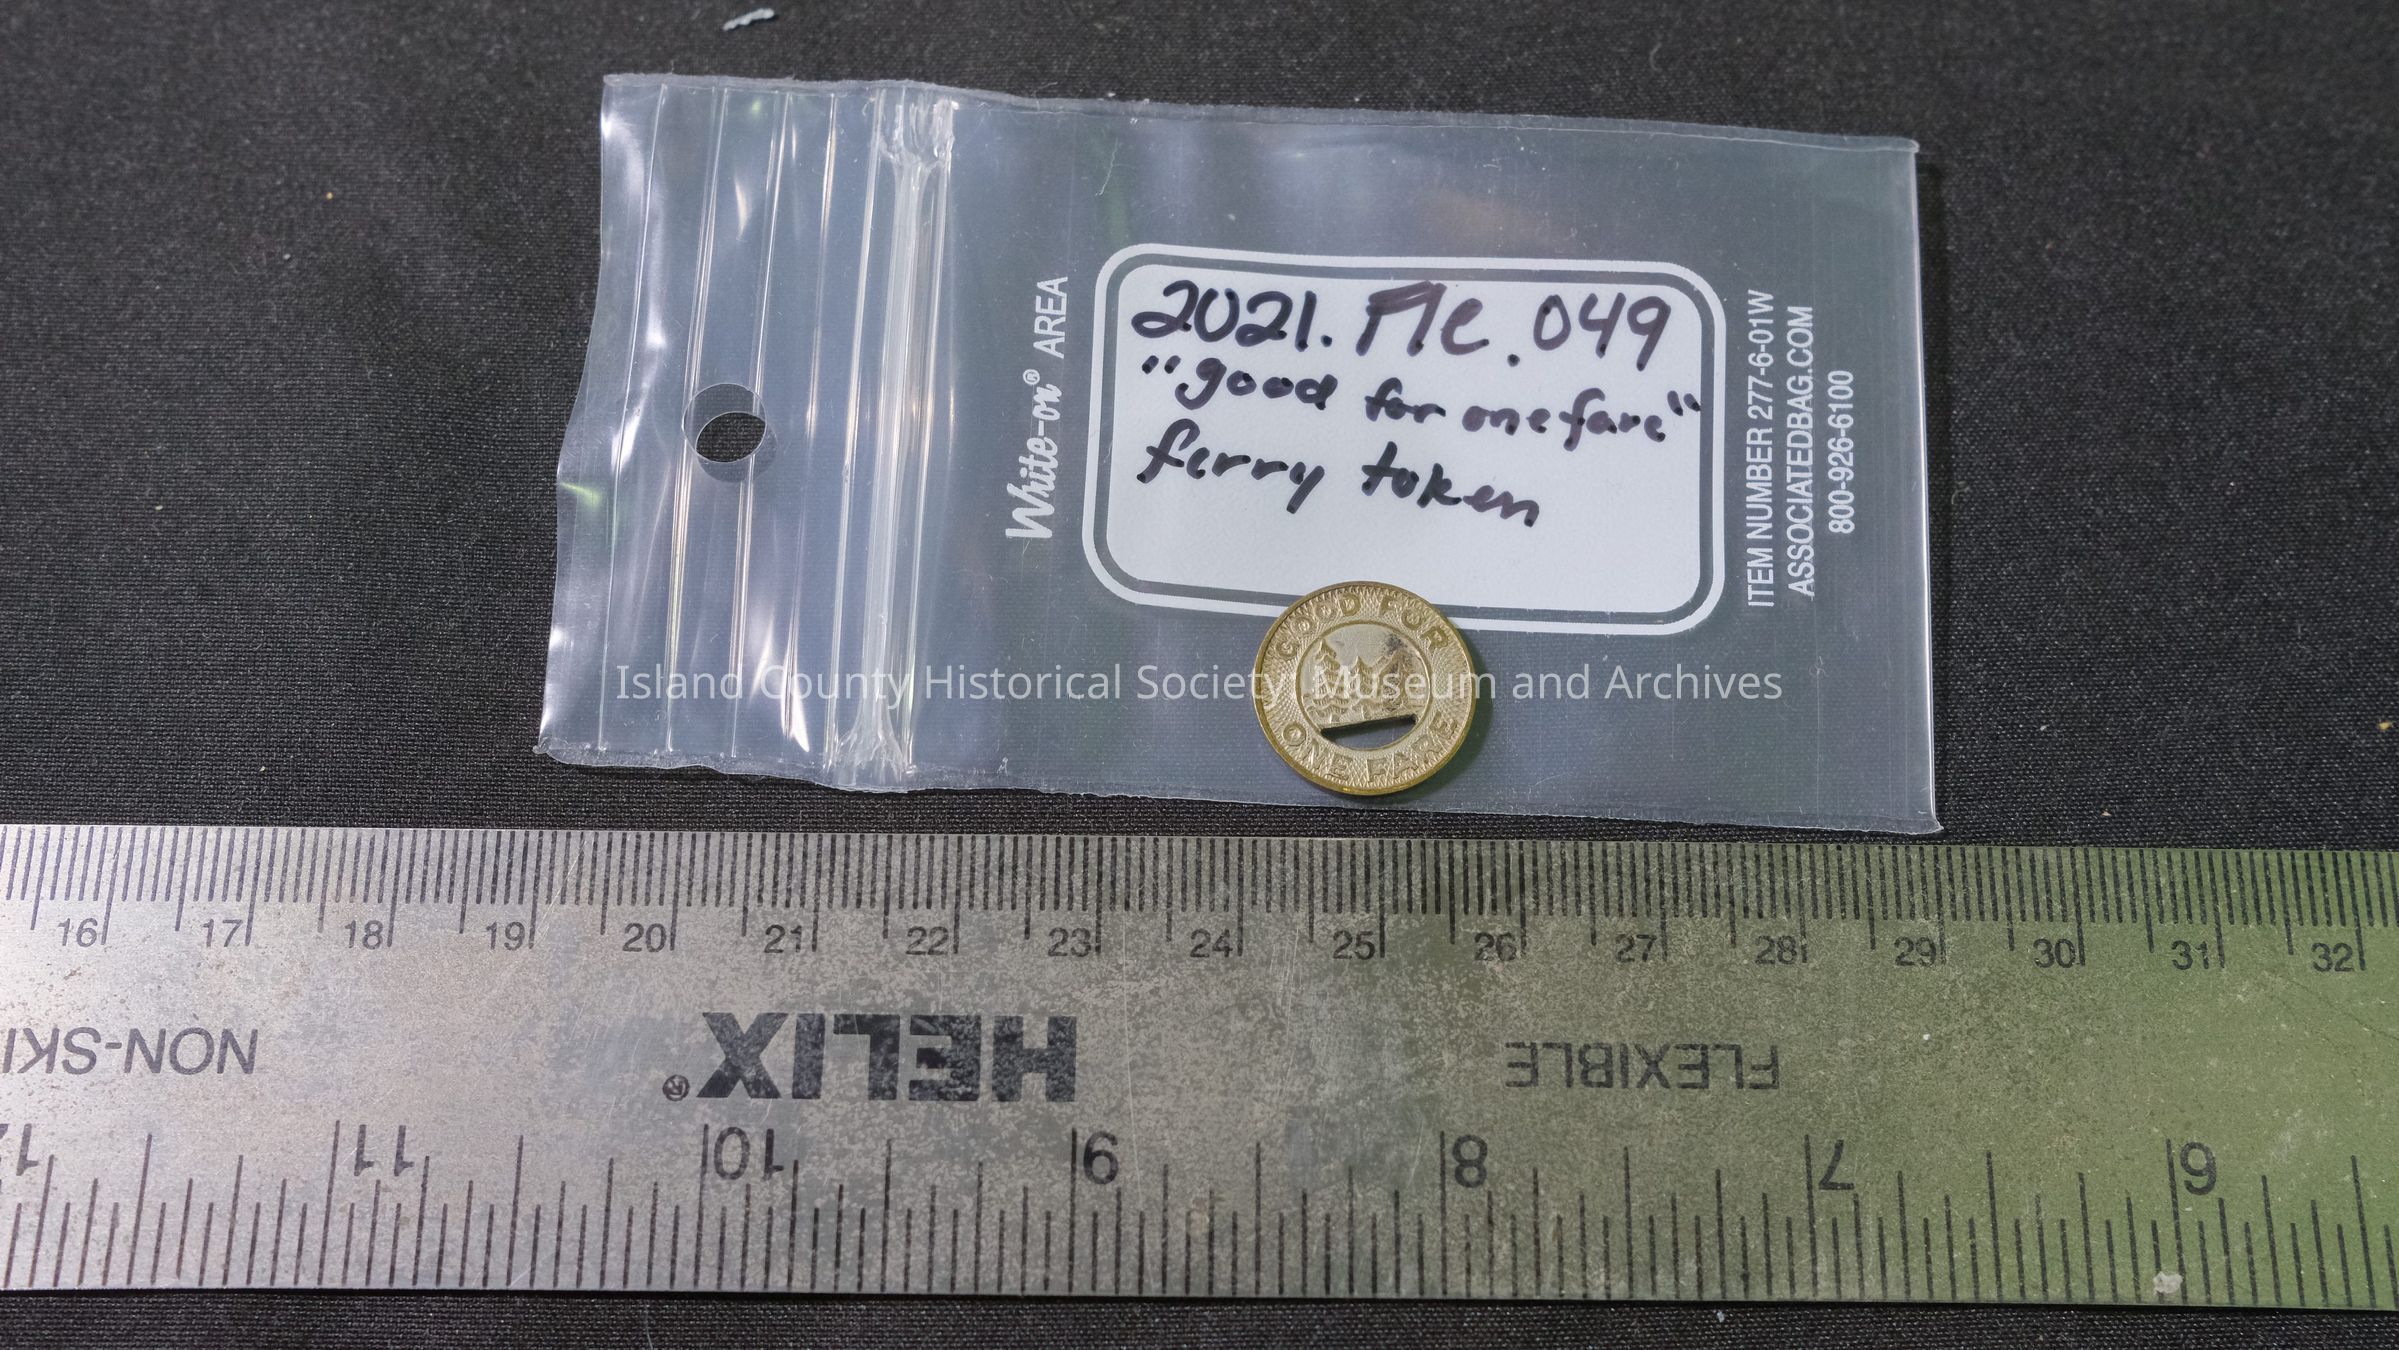 2021. FIC. 049
"good for one fare"
ferry token
White-on® AREA
ITEM NUMBER 277-6-01W
ASSOCIATEDBAG.COM
800-926-6100
GOOD FOR
ONE FARE
Island County Historical Society, Museum and Archives
16 17 18 19 20 21 22 23 24 25 26 27 28 29 30 31 32
NON-SKI
HELIX®
FLEXIBLE
12 11 10 9 8 7 6